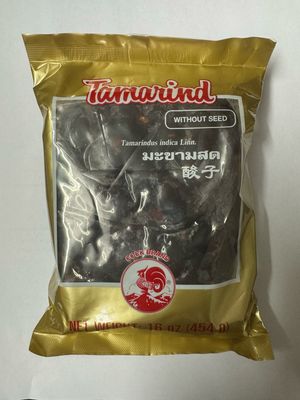 Tamarind
WITHOUT SEED
Tamarindus indica Linn.
มะขามสด
酸子
COCK BRAND
NET WEIGHT: 16 oz (454 g)